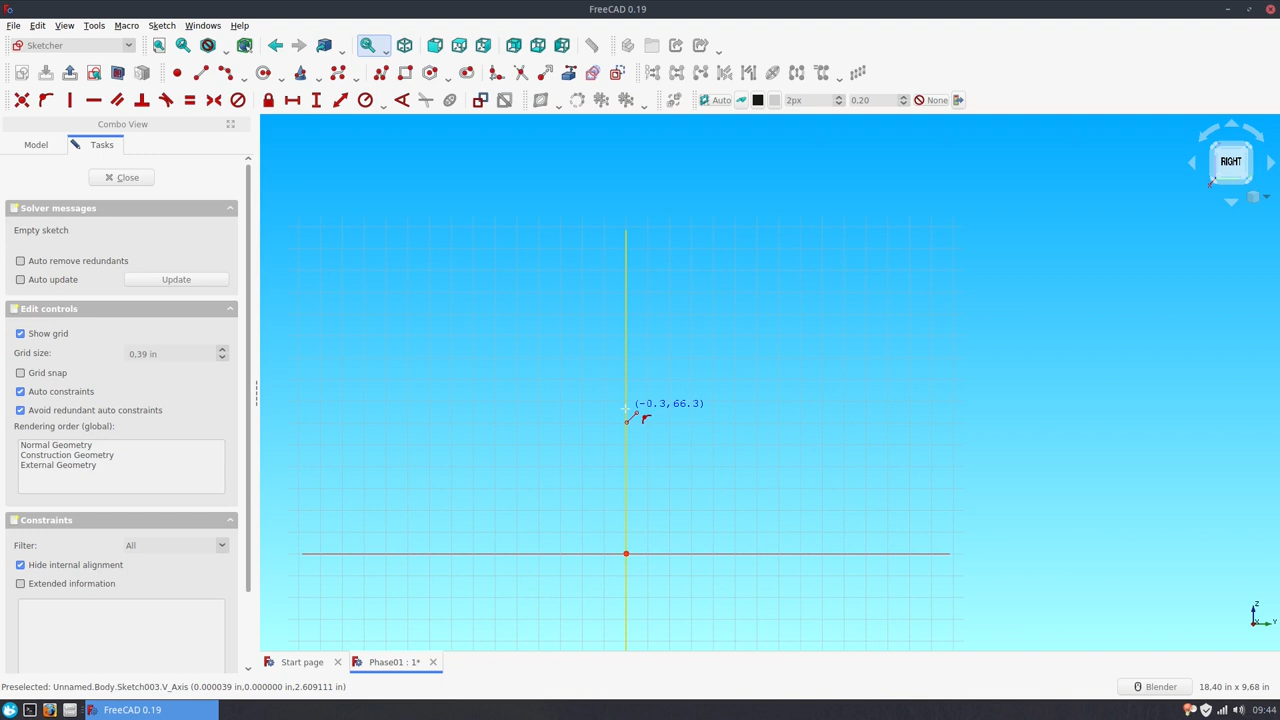 FreeCAD 0.19
File Edit View Tools Macro Sketch Windows Help
Sketcher
Auto 2px 0.20 None
Combo View
Model Tasks
Close
Solver messages
Empty sketch
Auto remove redundants
Auto update Update
Edit controls
Show grid
Grid size: 0.39 in
Grid snap
Auto constraints
Avoid redundant auto constraints
Rendering order (global):
Normal Geometry
Construction Geometry
External Geometry
Constraints
Filter: All
Hide internal alignment
Extended information
(-0.3,66.3)
RIGHT
X
Z
Y
Start page Phase01 : 1*
Preselected: Unnamed.Body.Sketch003.V_Axis (0.000039 in,0.000000 in,2.609111 in)
Blender 18.40 in x 9,68 in
FreeCAD 0.19 09:44